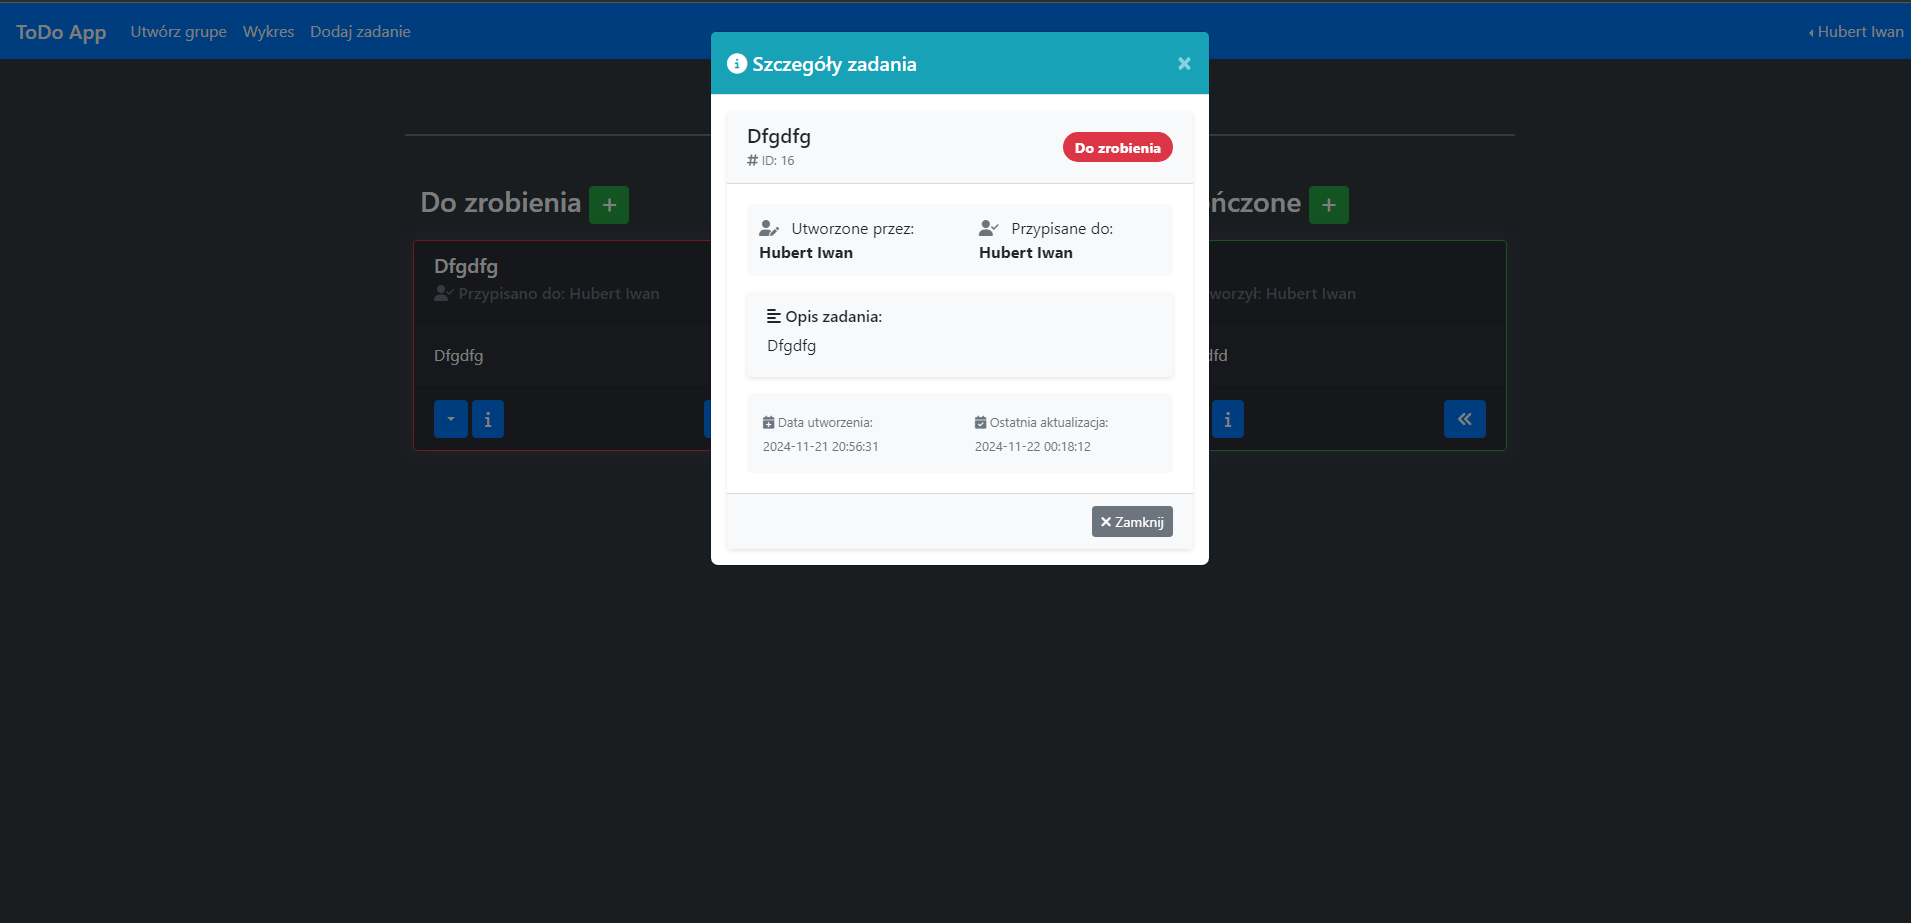 ToDo App Utwórz grupe Wykres Dodaj zadanie Hubert Iwan
Szczegóły zadania ×
Dfgdfg
ID: 16
Do zrobienia
Utworzone przez:
Hubert Iwan
Przypisane do:
Hubert Iwan
Opis zadania:
Dfgdfg
Data utworzenia:
2024-11-21 20:56:31
Ostatnia aktualizacja:
2024-11-22 00:18:12
Zamknij
Do zrobienia +
Dfgdfg
Przypisano do: Hubert Iwan
Dfgdfg
ńczone +
worzył: Hubert Iwan
dfd